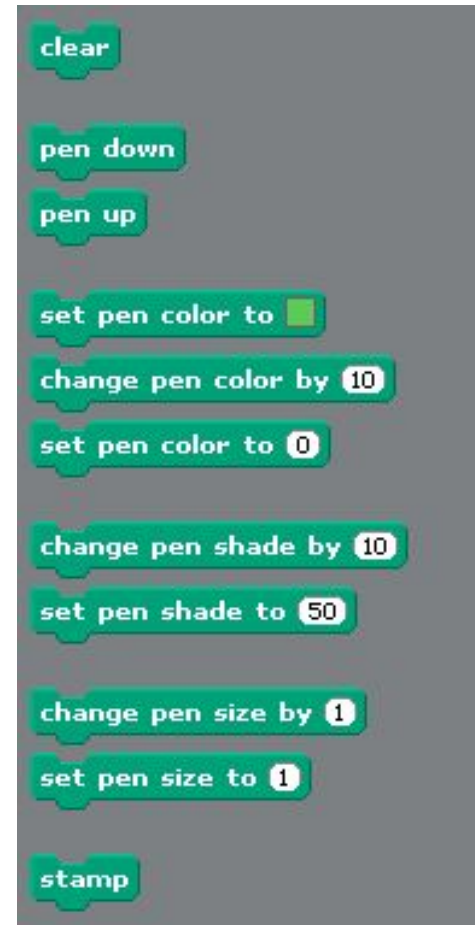 clear
pen down
pen up
set pen color to
change pen color by 10
set pen color to 0
change pen shade by 10
set pen shade to 50
change pen size by 1
set pen size to 1
stamp